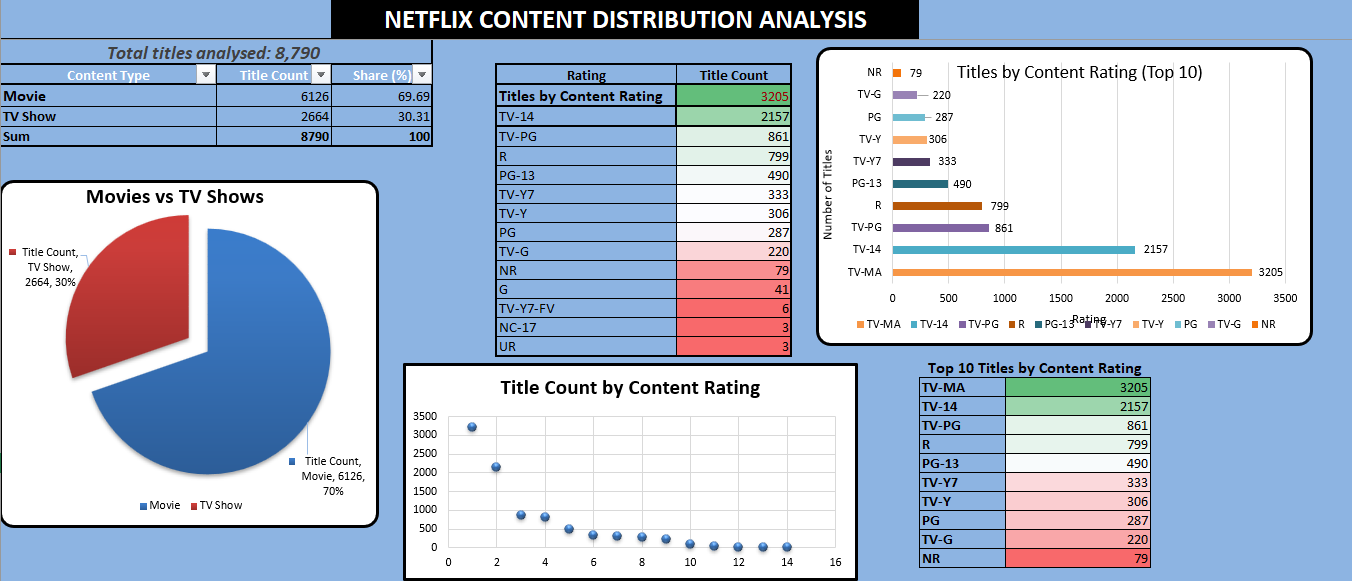 NETFLIX CONTENT DISTRIBUTION ANALYSIS
Total titles analysed: 8,790
Content Type Title Count Share (%)
Movie 6126 69.69
TV Show 2664 30.31
Sum 8790 100
Movies vs TV Shows
Title Count,
TV Show,
2664, 30%
Title Count,
Movie, 6126,
70%
Movie TV Show
Rating Title Count
Titles by Content Rating 3205
TV-14 2157
TV-PG 861
R 799
PG-13 490
TV-Y7 333
TV-Y 306
PG 287
TV-G 220
NR 79
G 41
TV-Y7-FV 6
NC-17 3
UR 3
Title Count by Content Rating
3500
3000
2500
2000
1500
1000
500
0
0 2 4 6 8 10 12 14 16
Titles by Content Rating (Top 10)
Number of Titles
NR 79
TV-G 220
PG 287
TV-Y 306
TV-Y7 333
PG-13 490
R 799
TV-PG 861
TV-14 2157
TV-MA 3205
0 500 1000 1500 2000 2500 3000 3500
Rating
TV-MA TV-14 TV-PG R PG-13 TV-Y7 TV-Y PG TV-G NR
Top 10 Titles by Content Rating
TV-MA 3205
TV-14 2157
TV-PG 861
R 799
PG-13 490
TV-Y7 333
TV-Y 306
PG 287
TV-G 220
NR 79